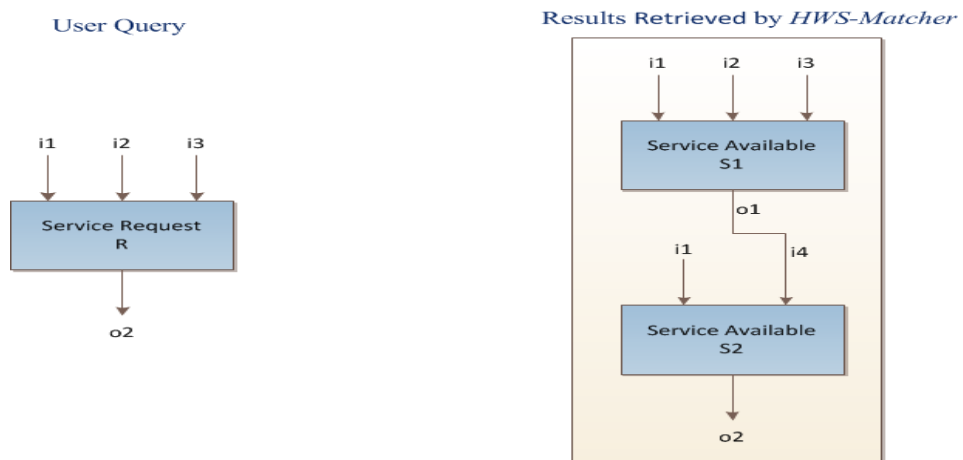 User Query
i1 i2 i3
Service Request
R
o2
Results Retrieved by HWS-Matcher
i1 i2 i3
Service Available
S1
o1
i1 i4
Service Available
S2
o2